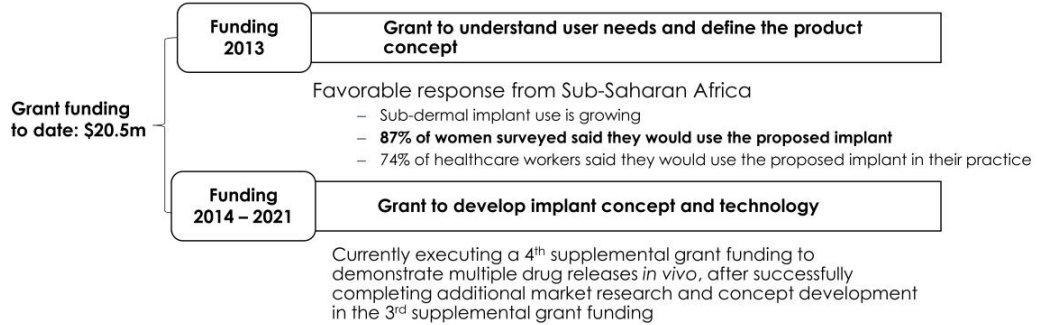 Funding
2013
Grant to understand user needs and define the product
concept
Favorable response from Sub-Saharan Africa
– Sub-dermal implant use is growing
– 87% of women surveyed said they would use the proposed implant
– 74% of healthcare workers said they would use the proposed implant in their practice
Grant funding
to date: $20.5m
Funding
2014 – 2021
Grant to develop implant concept and technology
Currently executing a 4th supplemental grant funding to
demonstrate multiple drug releases in vivo, after successfully
completing additional market research and concept development
in the 3rd supplemental grant funding